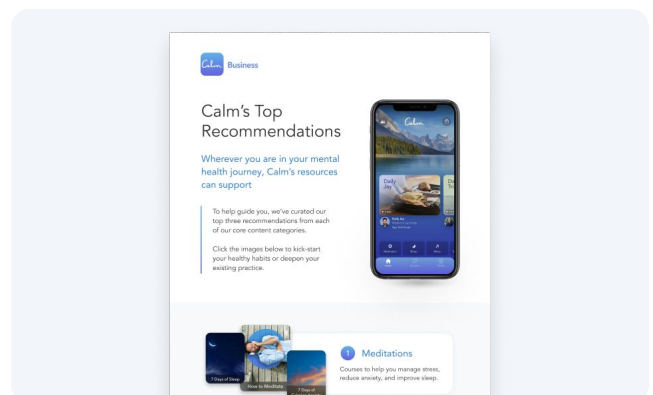 Calm
Business
Calm's Top
Recommendations
Wherever you are in your mental
health journey, Calm's resources
can support
To help guide you, we've curated our
top three recommendations from each
of our core content categories.
Click the images below to kick-start
your healthy habits or deepen your
existing practice.
Calm
Daily
Jay
7 Days of Sleep
How to Meditate
7 Days of
1
Meditations
Courses to help you manage stress,
reduce anxiety, and improve sleep.